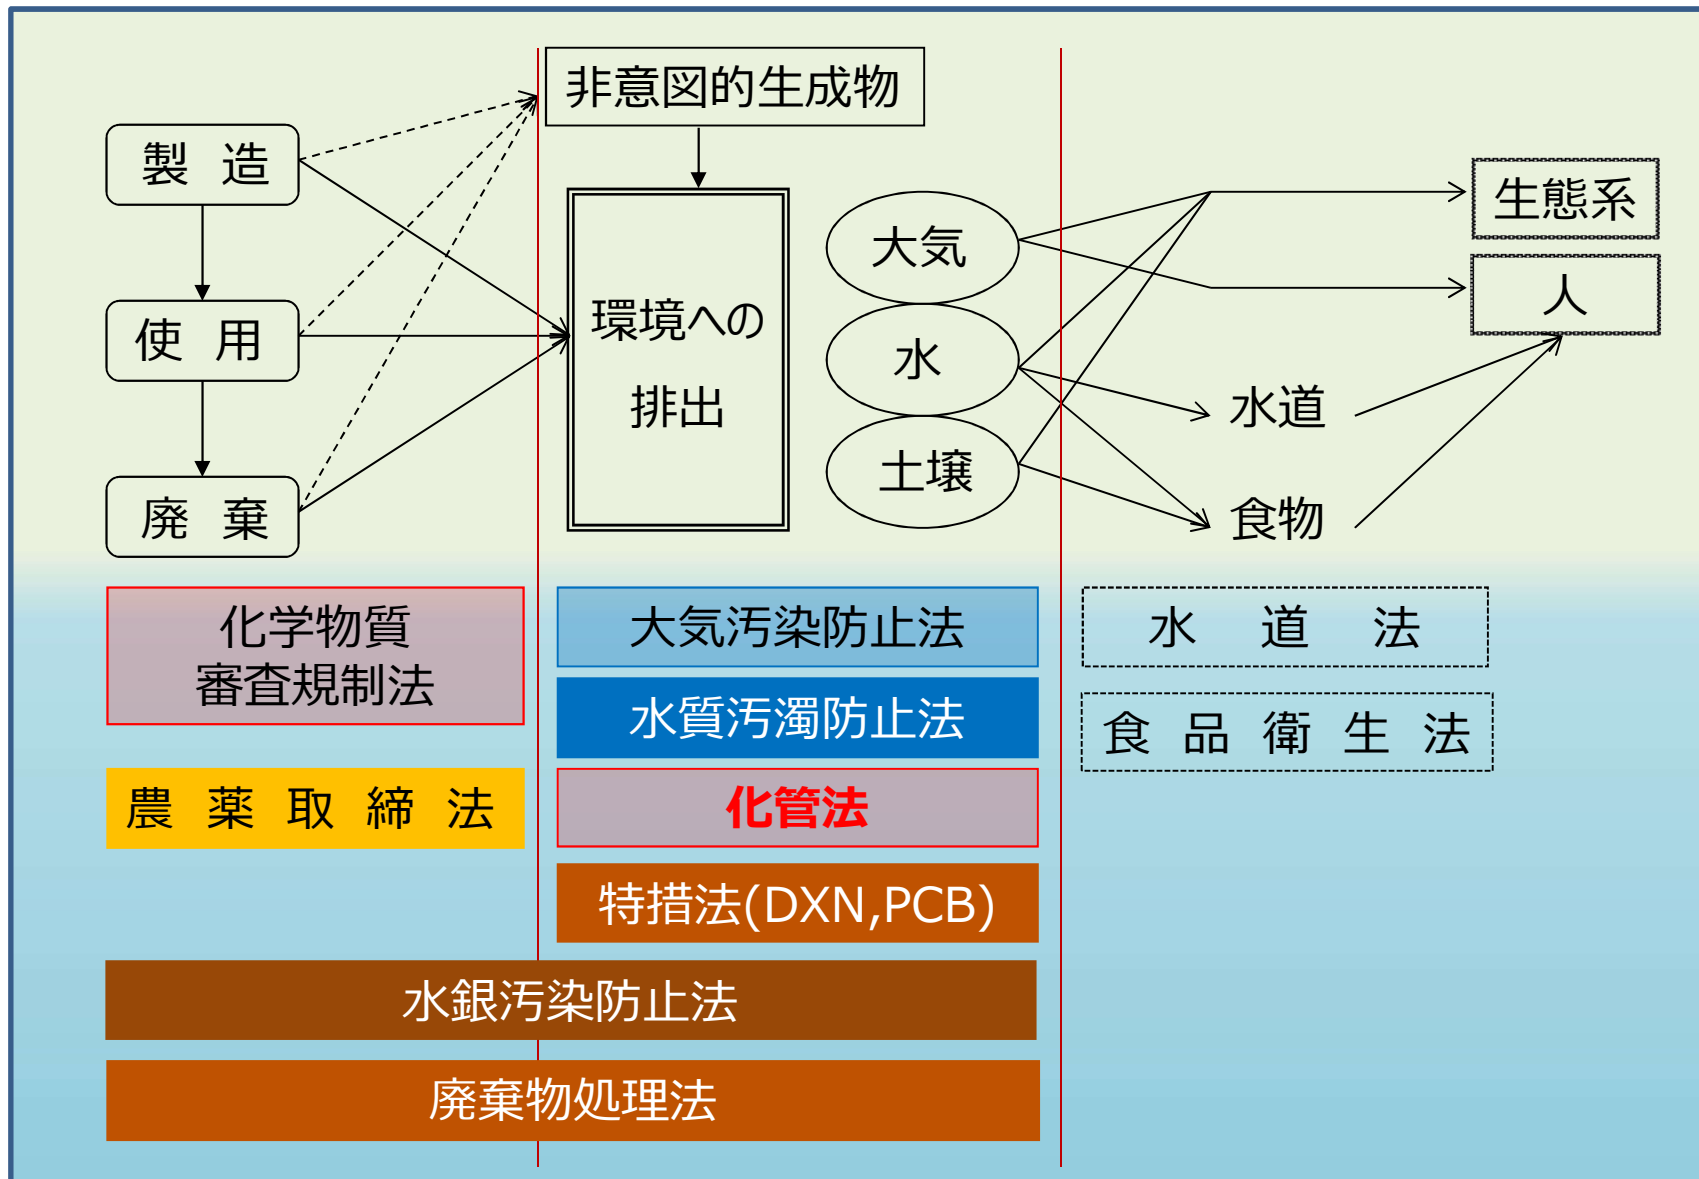 非意図的生成物
製 造
使 用
廃 棄
環境への
排出
大気
水
土壌
生態系
人
水道
食物
化学物質
審査規制法
農 薬 取 締 法
大気汚染防止法
水質汚濁防止法
化管法
特措法(DXN,PCB)
水 道 法
食 品 衛 生 法
水銀汚染防止法
廃棄物処理法